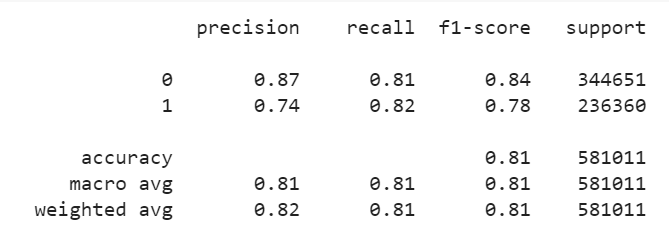 precision recall f1-score support
0 0.87 0.81 0.84 344651
1 0.74 0.82 0.78 236360
accuracy 0.81 581011
macro avg 0.81 0.81 0.81 581011
weighted avg 0.82 0.81 0.81 581011